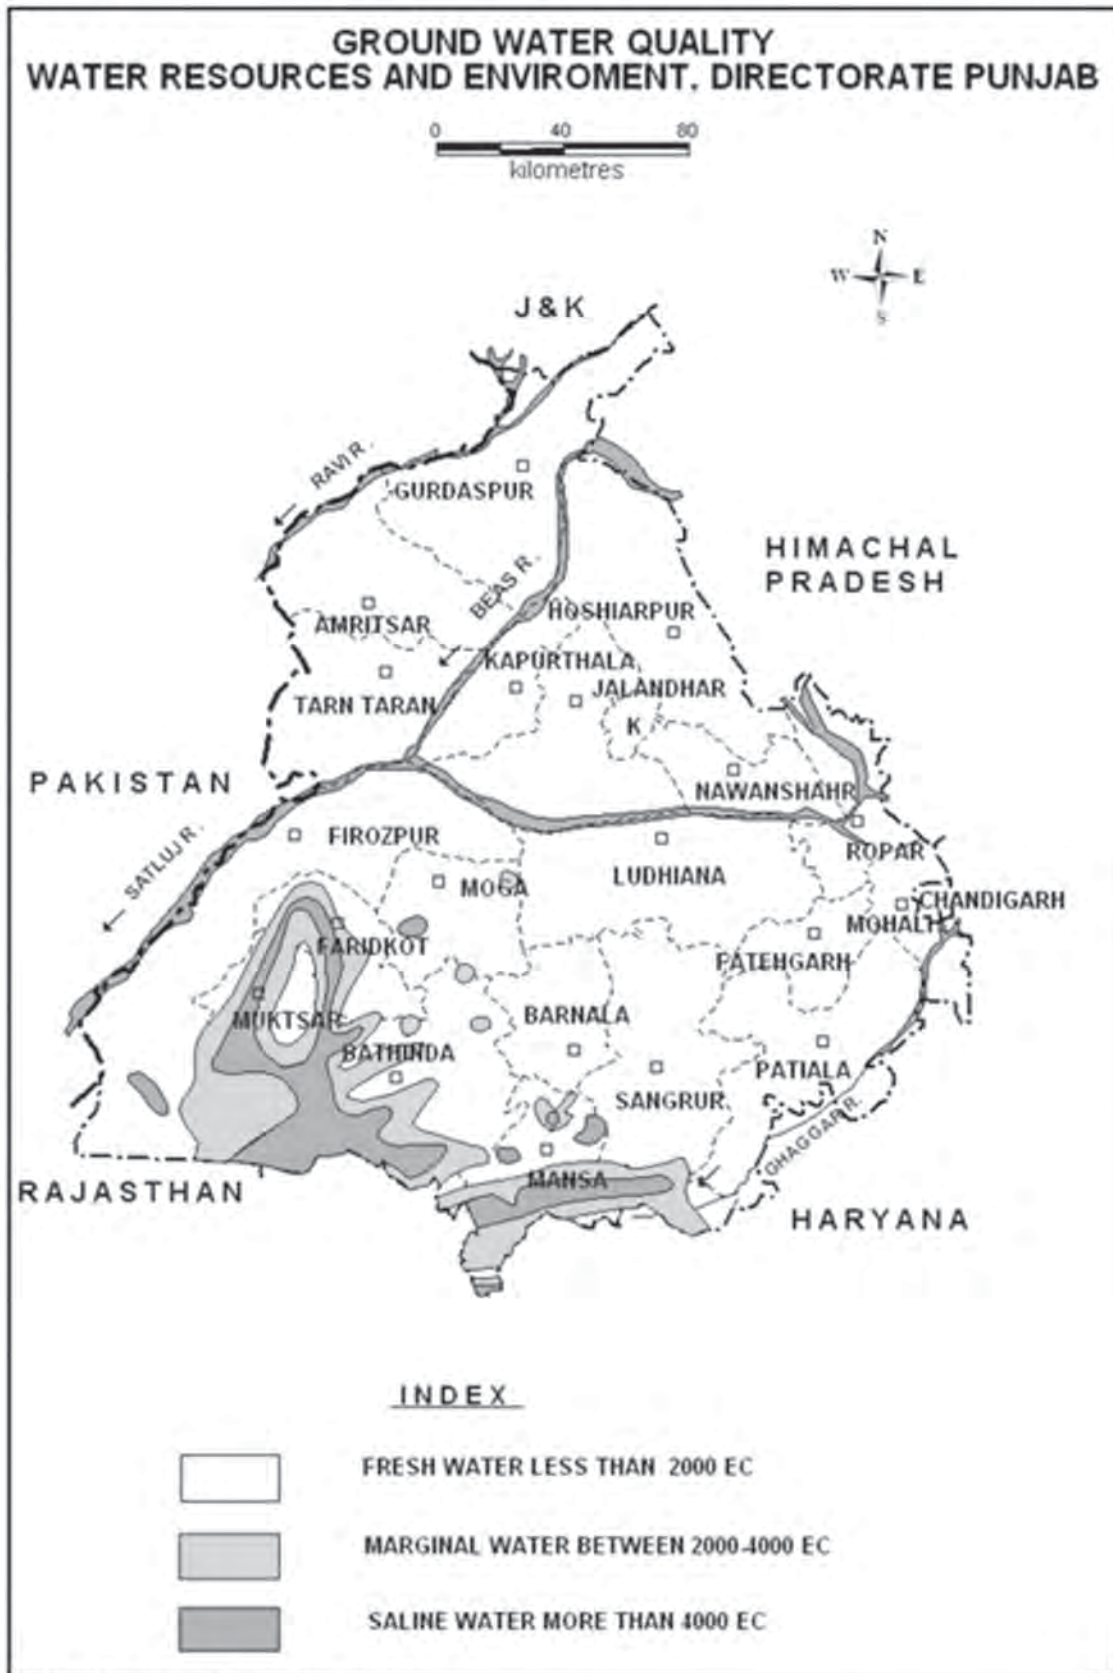 GROUND WATER QUALITY
WATER RESOURCES AND ENVIROMENT, DIRECTORATE PUNJAB
0 40 80
kilometres
N
W E
S
J & K
RAVI R.
GURDASPUR
HIMACHAL
PRADESH
BEAS R.
HOSHIARPUR
AMRITSAR
KAPURTHALA
JALANDHAR
TARN TARAN
K
PAKISTAN
NAWANSHAHR
SATLUJ R.
FIROZPUR
ROPAR
LUDHIANA
MOGA
CHANDIGARH
MOHALI
FARIDKOT
PATEHGARH
MUKTSAR
BARNALA
BATHINDA
PATIALA
SANGRUR
GHAGGAR R.
MANSA
RAJASTHAN
HARYANA
INDEX
FRESH WATER LESS THAN 2000 EC
MARGINAL WATER BETWEEN 2000-4000 EC
SALINE WATER MORE THAN 4000 EC